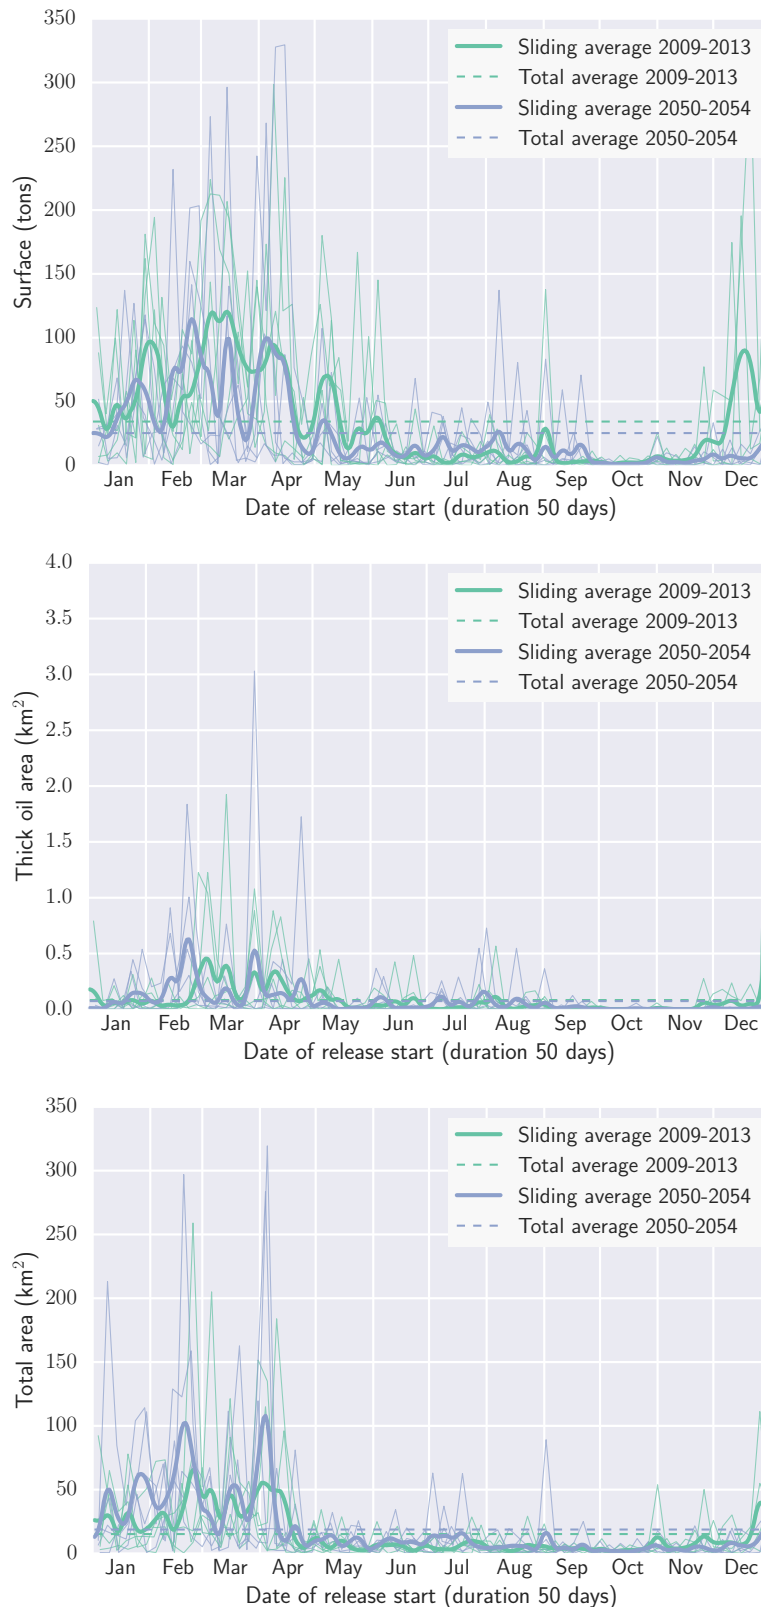 350
300
250
200
150
100
50
0
Surface (tons)
Sliding average 2009-2013
Total average 2009-2013
Sliding average 2050-2054
Total average 2050-2054
Jan Feb Mar Apr May Jun Jul Aug Sep Oct Nov Dec
Date of release start (duration 50 days)
4.0
3.5
3.0
2.5
2.0
1.5
1.0
0.5
0.0
Thick oil area (km²)
Sliding average 2009-2013
Total average 2009-2013
Sliding average 2050-2054
Total average 2050-2054
Jan Feb Mar Apr May Jun Jul Aug Sep Oct Nov Dec
Date of release start (duration 50 days)
350
300
250
200
150
100
50
0
Total area (km²)
Sliding average 2009-2013
Total average 2009-2013
Sliding average 2050-2054
Total average 2050-2054
Jan Feb Mar Apr May Jun Jul Aug Sep Oct Nov Dec
Date of release start (duration 50 days)